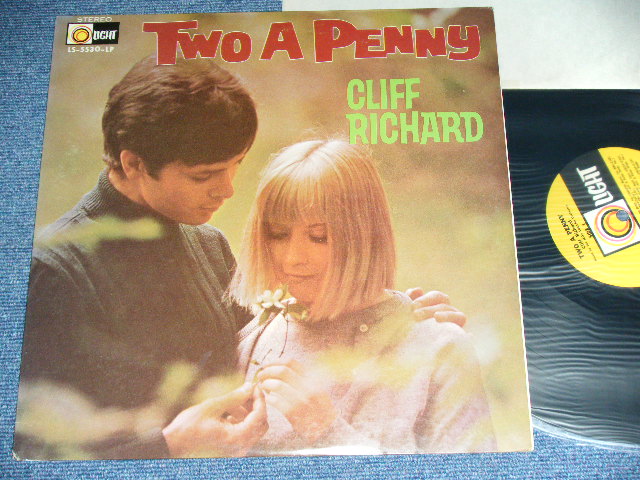 STEREO
LIGHT
LS-5530-LP
TWO A PENNY
CLIFF
RICHARD
LIGHT
TWO A PENNY